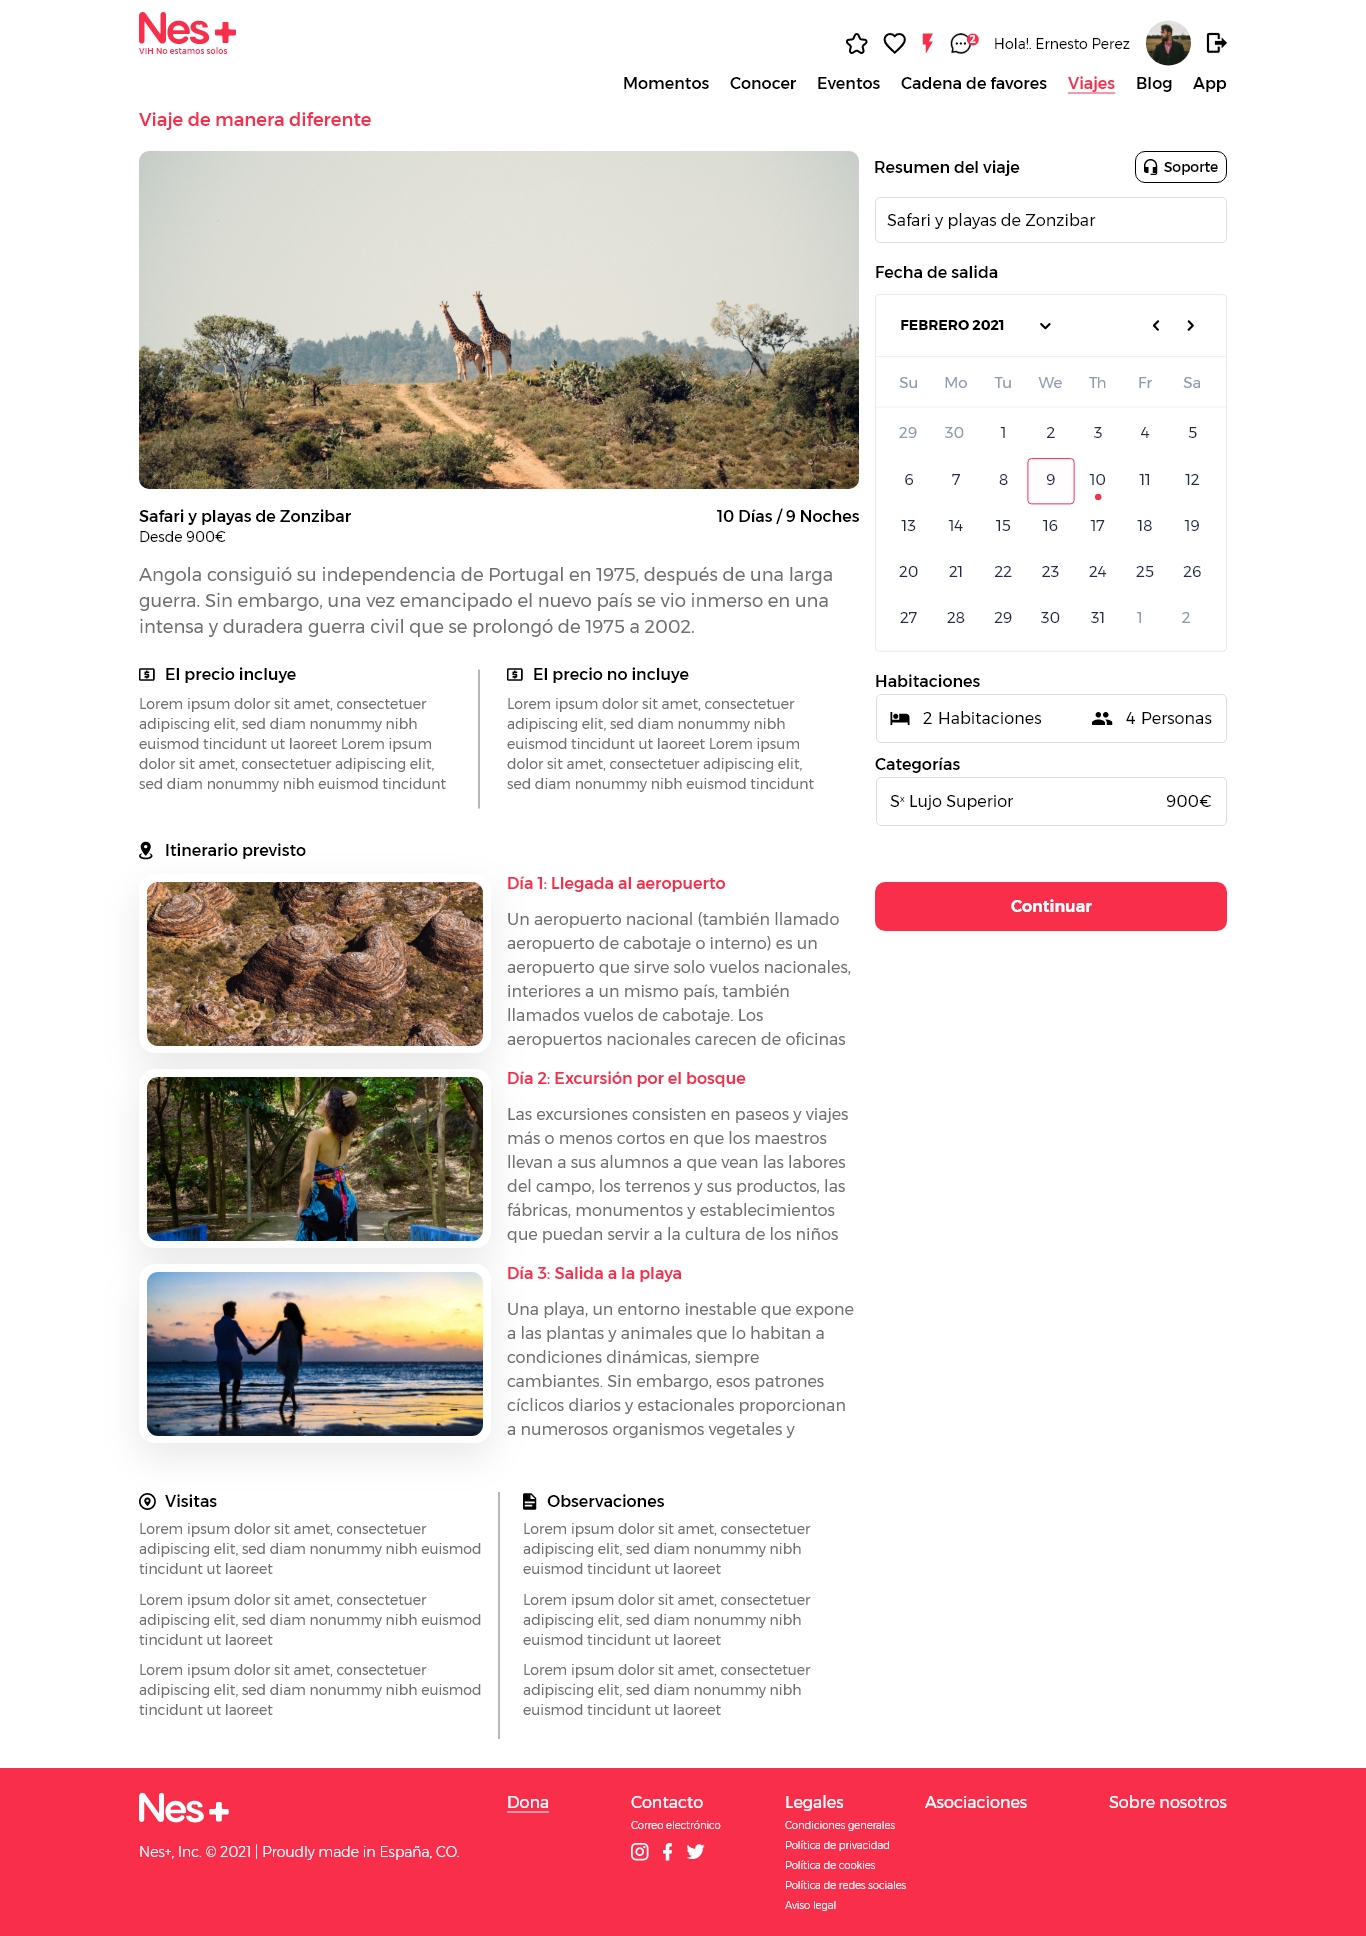 Nes+
VIH No estamos solos
2
Hola!. Ernesto Perez
Momentos Conocer Eventos Cadena de favores Viajes Blog App
Viaje de manera diferente
Resumen del viaje
Soporte
Safari y playas de Zonzibar
Fecha de salida
FEBRERO 2021
Su Mo Tu We Th Fr Sa
29 30 1 2 3 4 5
6 7 8 9 10 11 12
13 14 15 16 17 18 19
20 21 22 23 24 25 26
27 28 29 30 31 1 2
Habitaciones
2 Habitaciones 4 Personas
Categorías
Sˣ Lujo Superior 900€
Continuar
Safari y playas de Zonzibar
10 Días / 9 Noches
Desde 900€
Angola consiguió su independencia de Portugal en 1975, después de una larga
guerra. Sin embargo, una vez emancipado el nuevo país se vio inmerso en una
intensa y duradera guerra civil que se prolongó de 1975 a 2002.
El precio incluye
Lorem ipsum dolor sit amet, consectetuer
adipiscing elit, sed diam nonummy nibh
euismod tincidunt ut laoreet Lorem ipsum
dolor sit amet, consectetuer adipiscing elit,
sed diam nonummy nibh euismod tincidunt
El precio no incluye
Lorem ipsum dolor sit amet, consectetuer
adipiscing elit, sed diam nonummy nibh
euismod tincidunt ut laoreet Lorem ipsum
dolor sit amet, consectetuer adipiscing elit,
sed diam nonummy nibh euismod tincidunt
Itinerario previsto
Día 1: Llegada al aeropuerto
Un aeropuerto nacional (también llamado
aeropuerto de cabotaje o interno) es un
aeropuerto que sirve solo vuelos nacionales,
interiores a un mismo país, también
llamados vuelos de cabotaje. Los
aeropuertos nacionales carecen de oficinas
Día 2: Excursión por el bosque
Las excursiones consisten en paseos y viajes
más o menos cortos en que los maestros
llevan a sus alumnos a que vean las labores
del campo, los terrenos y sus productos, las
fábricas, monumentos y establecimientos
que puedan servir a la cultura de los niños
Día 3: Salida a la playa
Una playa, un entorno inestable que expone
a las plantas y animales que lo habitan a
condiciones dinámicas, siempre
cambiantes. Sin embargo, esos patrones
cíclicos diarios y estacionales proporcionan
a numerosos organismos vegetales y
Visitas
Lorem ipsum dolor sit amet, consectetuer
adipiscing elit, sed diam nonummy nibh euismod
tincidunt ut laoreet
Lorem ipsum dolor sit amet, consectetuer
adipiscing elit, sed diam nonummy nibh euismod
tincidunt ut laoreet
Lorem ipsum dolor sit amet, consectetuer
adipiscing elit, sed diam nonummy nibh euismod
tincidunt ut laoreet
Observaciones
Lorem ipsum dolor sit amet, consectetuer
adipiscing elit, sed diam nonummy nibh
euismod tincidunt ut laoreet
Lorem ipsum dolor sit amet, consectetuer
adipiscing elit, sed diam nonummy nibh
euismod tincidunt ut laoreet
Lorem ipsum dolor sit amet, consectetuer
adipiscing elit, sed diam nonummy nibh
euismod tincidunt ut laoreet
Nes+
Nes+, Inc. © 2021 | Proudly made in España, CO.
Dona
Contacto
Correo electrónico
Legales
Condiciones generales
Política de privacidad
Política de cookies
Política de redes sociales
Aviso legal
Asociaciones
Sobre nosotros